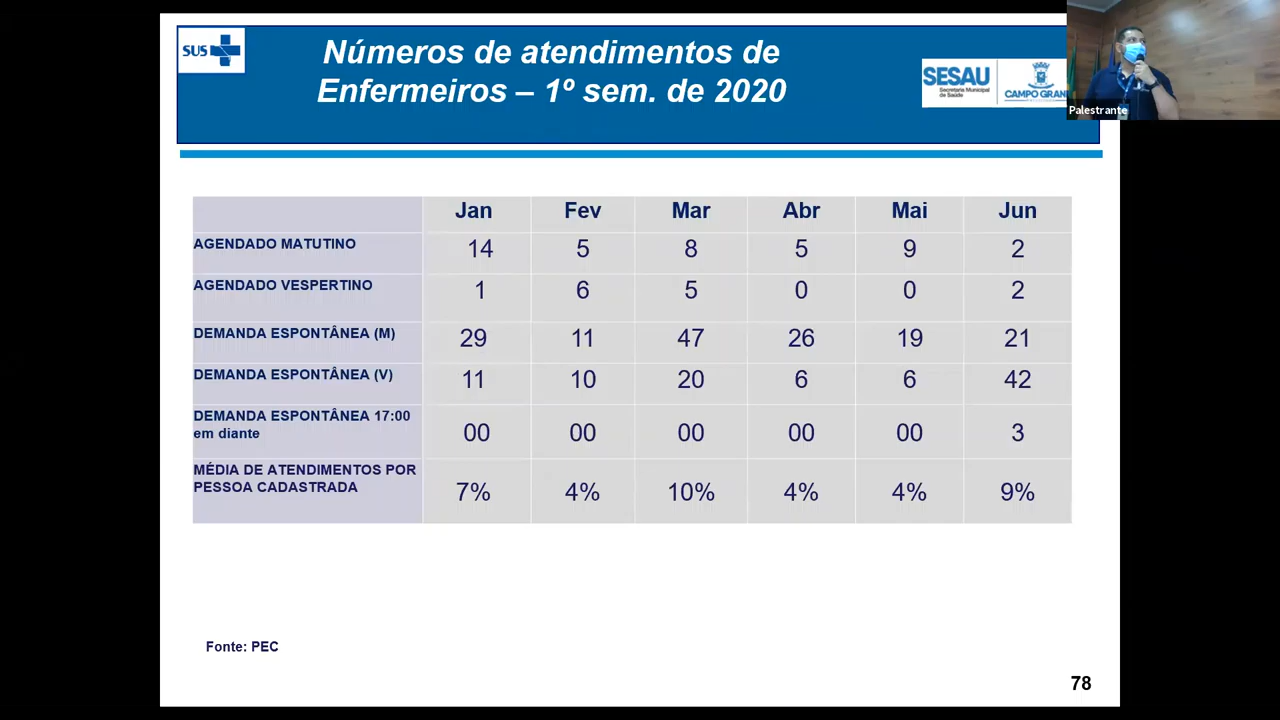 SUS
Números de atendimentos de
Enfermeiros – 1º sem. de 2020
SESAU
Secretaria Municipal
de Saúde
Palestrante
Jan Fev Mar Abr Mai Jun
AGENDADO MATUTINO 14 5 8 5 9 2
AGENDADO VESPERTINO 1 6 5 0 0 2
DEMANDA ESPONTÂNEA (M) 29 11 47 26 19 21
DEMANDA ESPONTÂNEA (V) 11 10 20 6 6 42
DEMANDA ESPONTÂNEA 17:00
em diante 00 00 00 00 00 3
MÉDIA DE ATENDIMENTOS POR
PESSOA CADASTRADA 7% 4% 10% 4% 4% 9%
Fonte: PEC
78